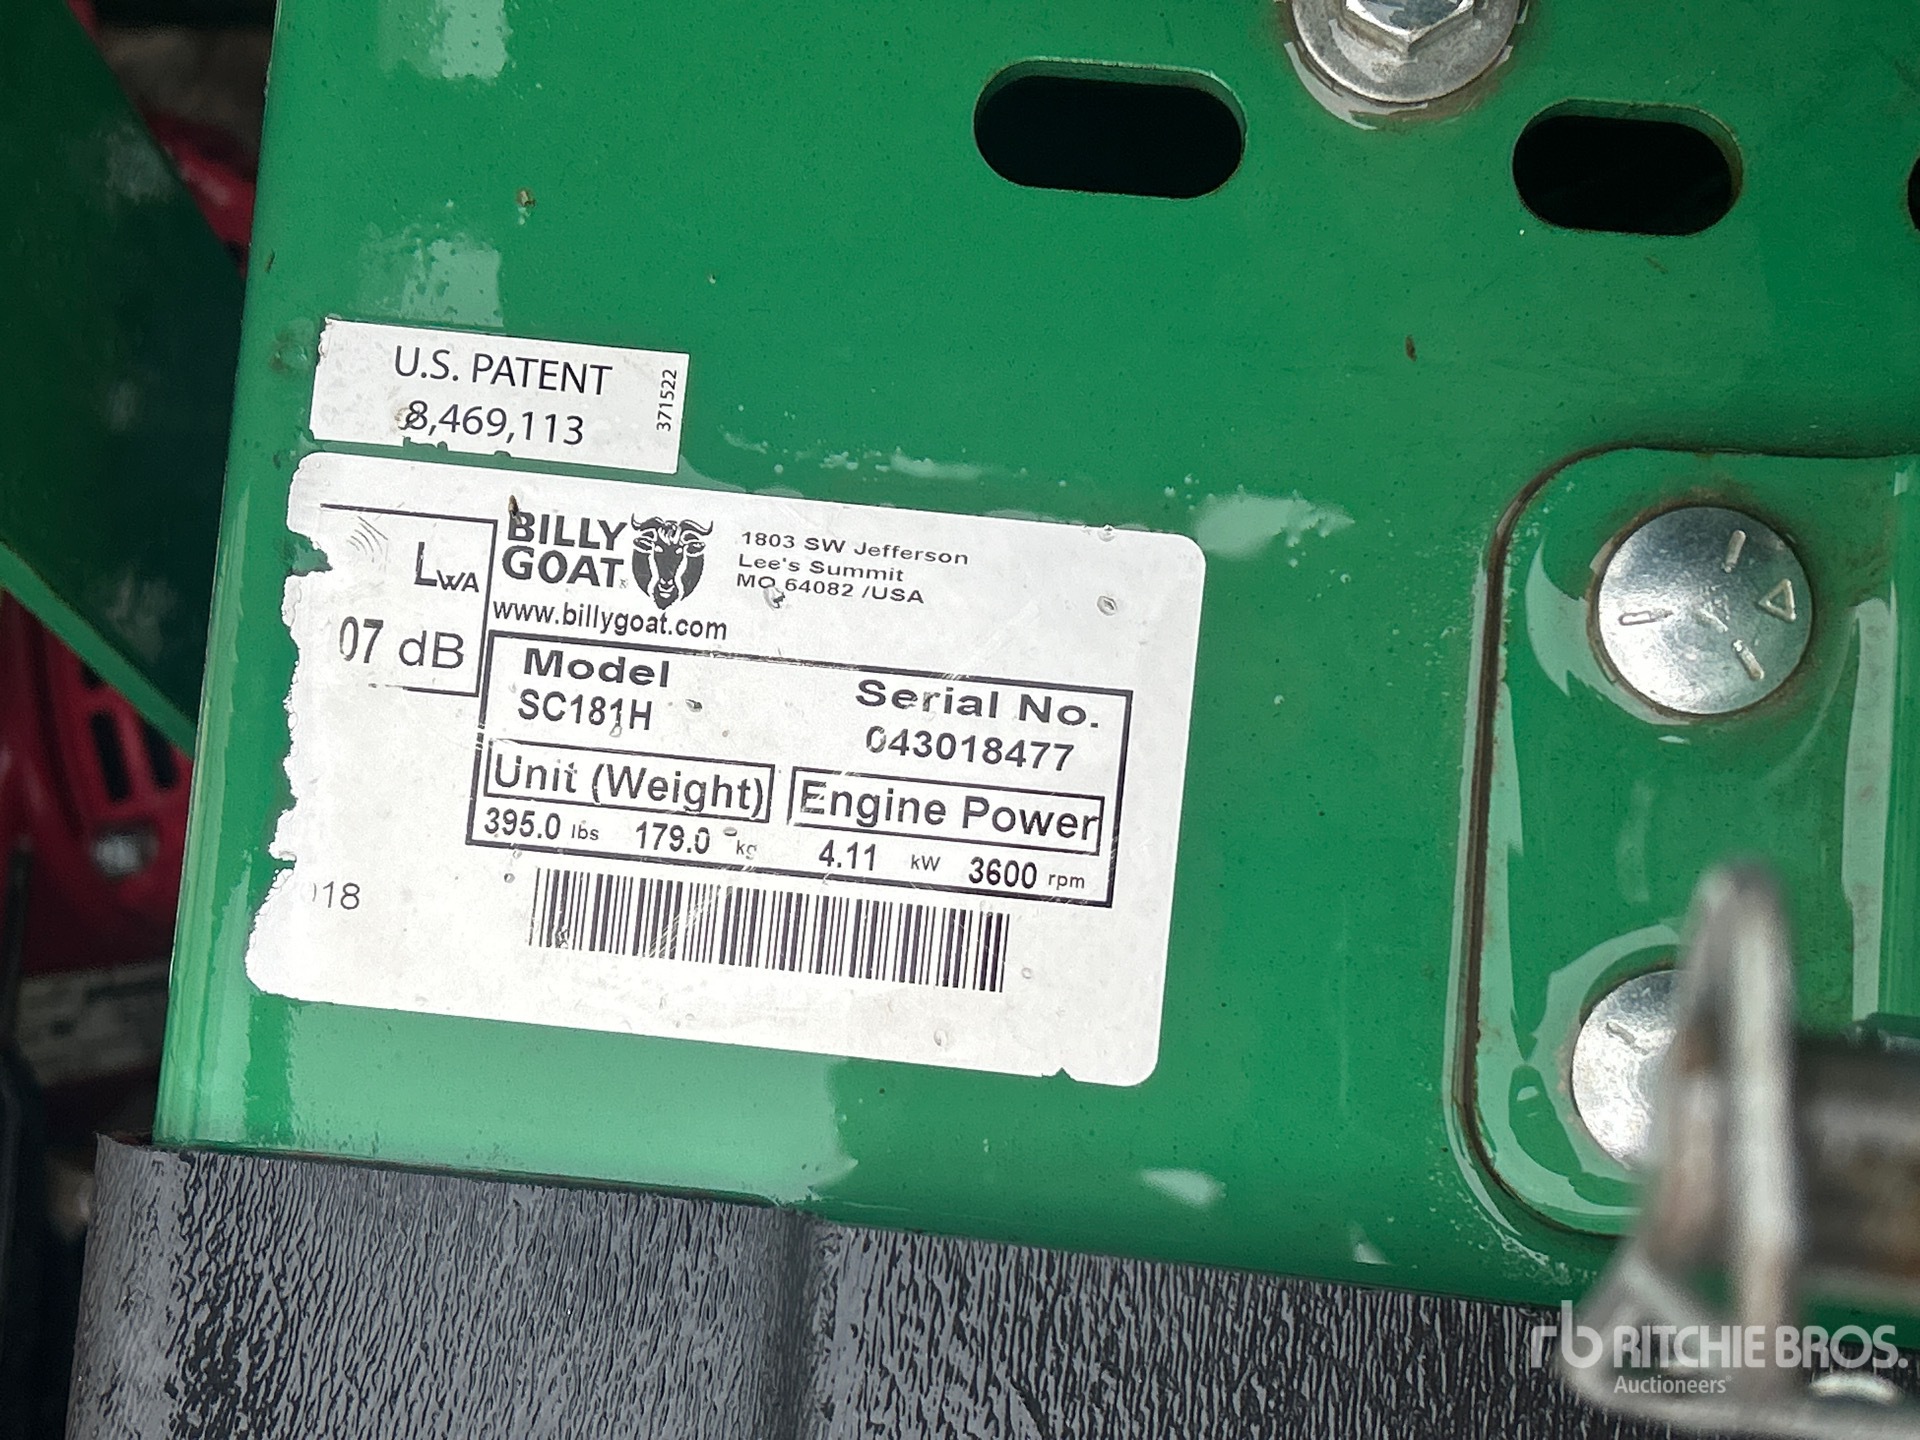 U.S. PATENT
8,469,113
371522
LWA
07 dB
BILLY
GOAT®
www.billygoat.com
1803 SW Jefferson
Lee's Summit
MO 64082 /USA
Model
SC181H
Serial No.
043018477
Unit (Weight)
395.0 lbs 179.0 kg
Engine Power
4.11 kW 3600 rpm
018
rb RITCHIE BROS.
Auctioneers